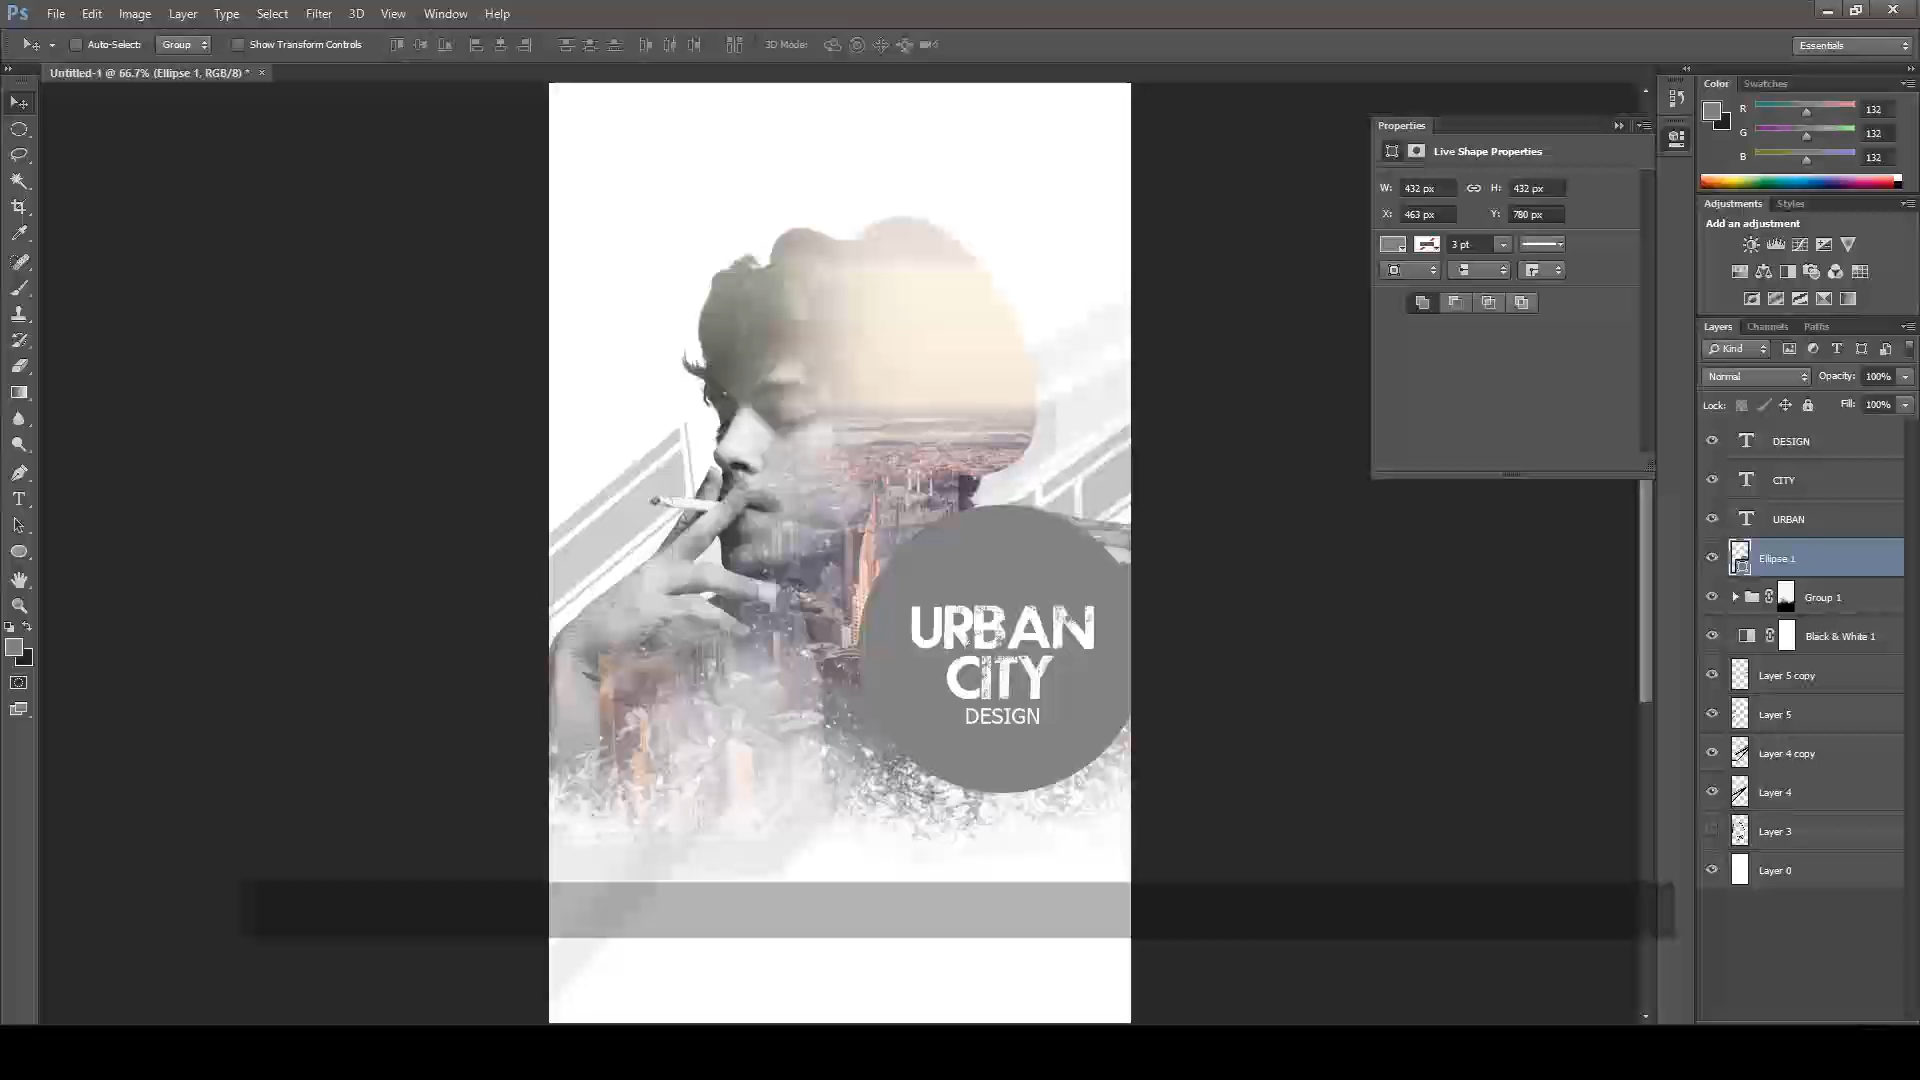 Ps File Edit Image Layer Type Select Filter 3D View Window Help
Auto-Select: Group Show Transform Controls 3D Mode: Essentials
Untitled-1 @ 66.7% (Ellipse 1, RGB/8) * ×
Color Swatches
R 132
G 132
B 132
Properties
Live Shape Properties
W: 432 px H: 432 px
X: 463 px Y: 780 px
3 pt
Adjustments Styles
Add an adjustment
Layers Channels Paths
Kind
Normal Opacity: 100%
Lock: Fill: 100%
T DESIGN
T CITY
T URBAN
Ellipse 1
Group 1
Black & White 1
Layer 5 copy
Layer 5
Layer 4 copy
Layer 4
Layer 3
Layer 0
URBAN
CITY
DESIGN